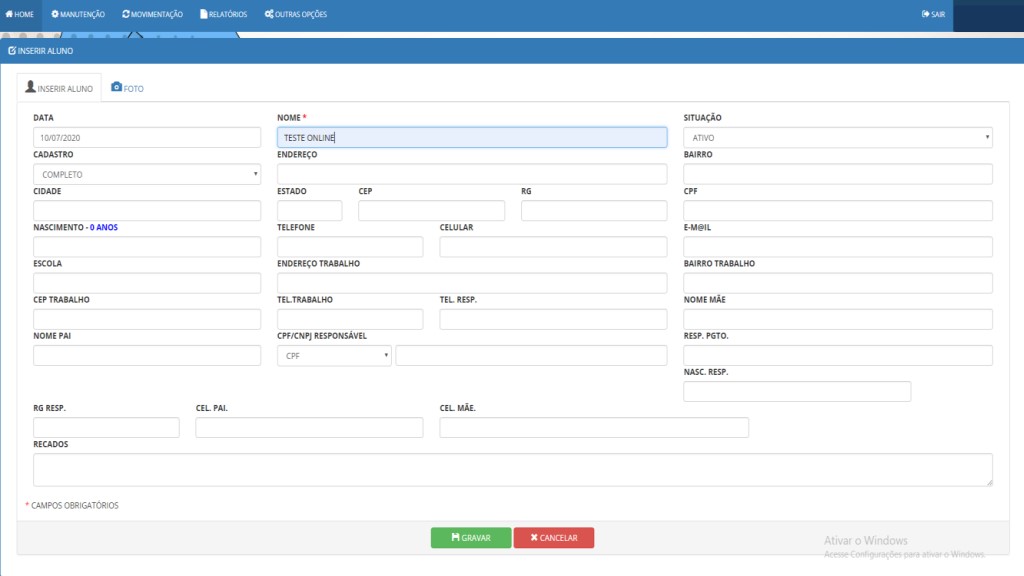 HOME MANUTENÇÃO MOVIMENTAÇÃO RELATÓRIOS OUTRAS OPÇÕES SAIR
INSERIR ALUNO
INSERIR ALUNO FOTO
DATA NOME * SITUAÇÃO
10/07/2020 TESTE ONLINE ATIVO
CADASTRO ENDEREÇO BAIRRO
COMPLETO
CIDADE ESTADO CEP RG CPF
NASCIMENTO - 0 ANOS TELEFONE CELULAR E-M@IL
ESCOLA ENDEREÇO TRABALHO BAIRRO TRABALHO
CEP TRABALHO TEL.TRABALHO TEL. RESP. NOME MÃE
NOME PAI CPF/CNPJ RESPONSÁVEL RESP. PGTO.
CPF
NASC. RESP.
RG RESP. CEL. PAI. CEL. MÃE.
RECADOS
* CAMPOS OBRIGATÓRIOS
GRAVAR CANCELAR
Ativar o Windows
Acesse Configurações para ativar o Windows.